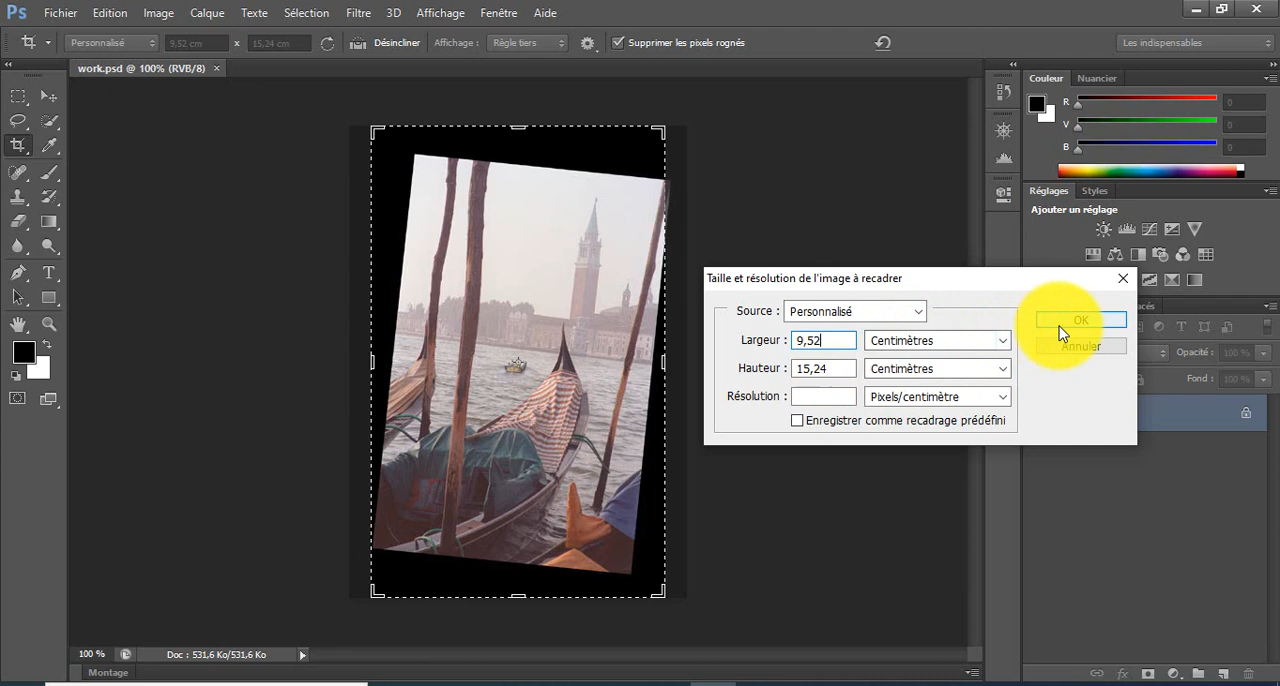 Ps Fichier Edition Image Calque Texte Sélection Filtre 3D Affichage Fenêtre Aide
Personnalisé 9,52 cm x 15,24 cm Désincliner Affichage : Règle tiers Supprimer les pixels rognés Les indispensables
work.psd @ 100% (RVB/8) ×
Couleur Nuancier
R 0
V 0
B 0
Réglages Styles
Ajouter un réglage
Taille et résolution de l'image à recadrer
Source : Personnalisé
OK
Largeur : 9,52 Centimètres
Annuler
Opacité : 100 %
Hauteur : 15,24 Centimètres
Fond : 100 %
Résolution : Pixels/centimètre
Enregistrer comme recadrage prédéfini
fx
100 % Doc : 531,6 Ko/531,6 Ko
Montage